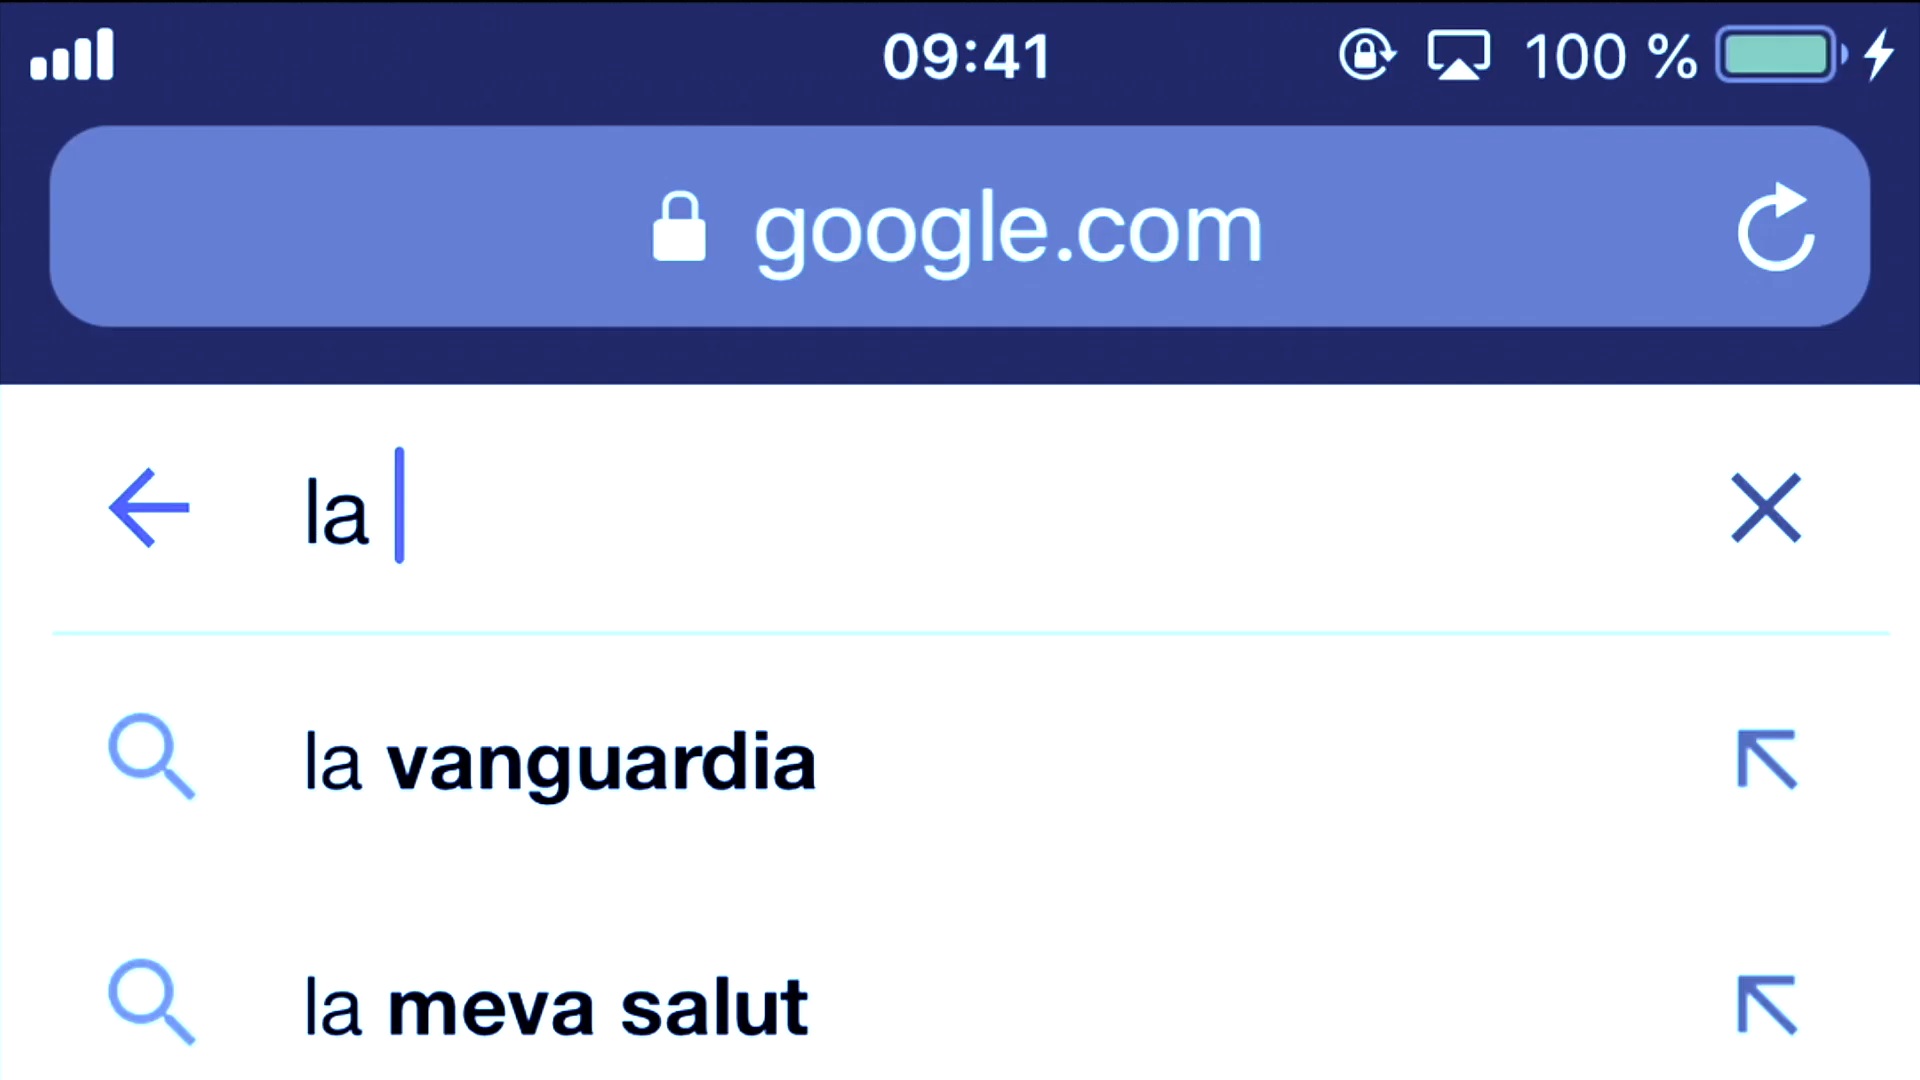 09:41 100 %
google.com
la
la vanguardia
la meva salut